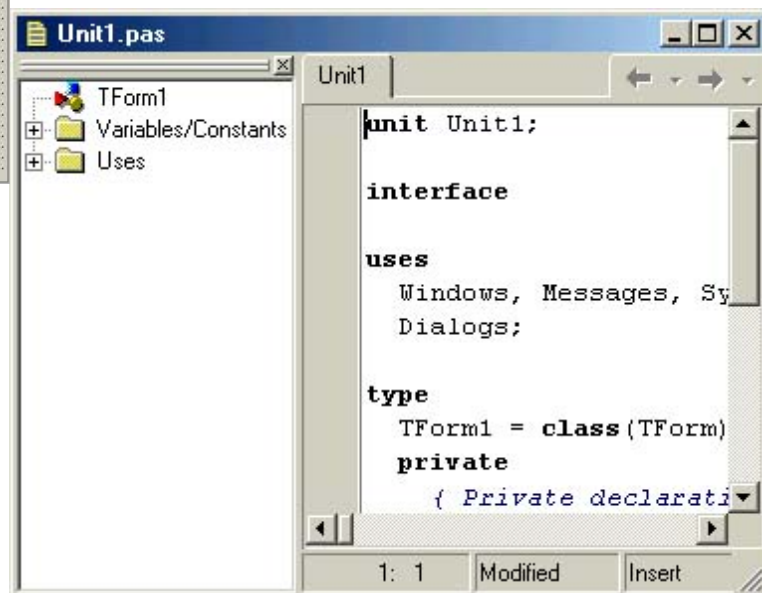 Unit1.pas
TForm1
Variables/Constants
Uses
Unit1
unit Unit1;
interface
uses
Windows, Messages, Sy
Dialogs;
type
TForm1 = class(TForm)
private
{ Private declarati
1: 1 Modified Insert